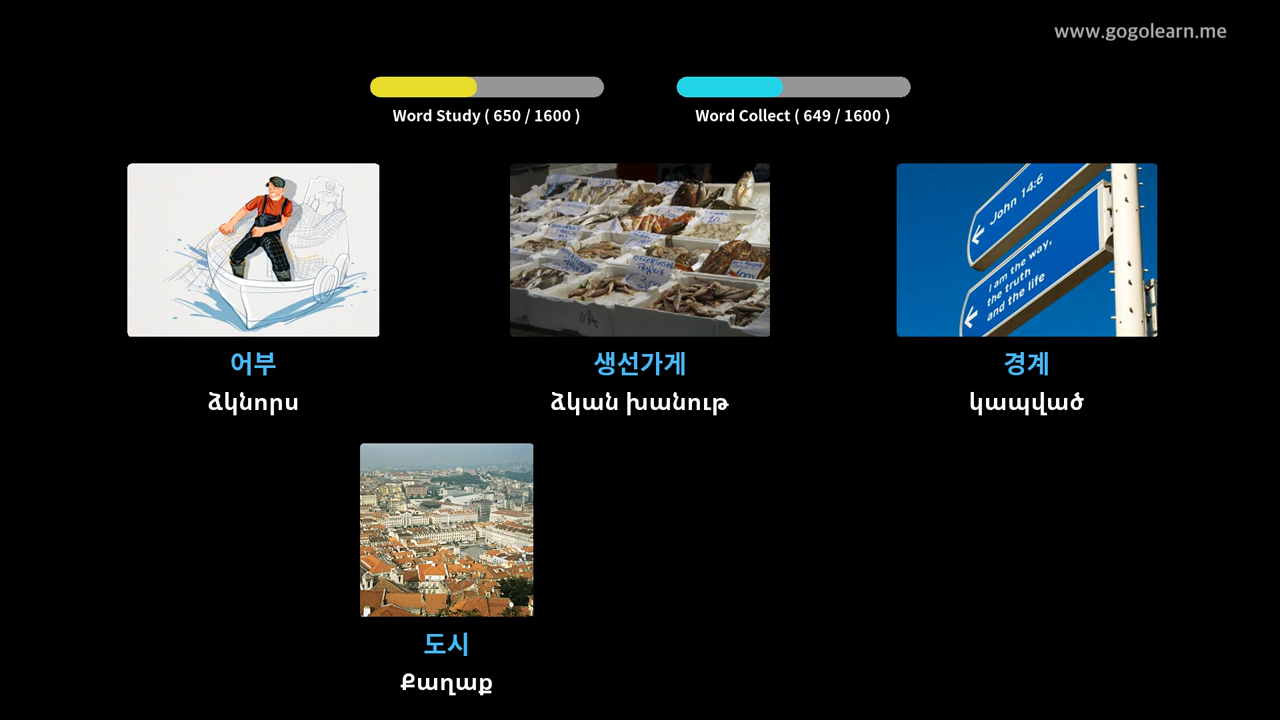 www.gogolearn.me
Word Study ( 650 / 1600 )
Word Collect ( 649 / 1600 )
John 14:6
I am the way,
the truth
and the life
어부
ձկնորս
생선가게
ձկան խանութ
경계
կապված
도시
Քաղաք